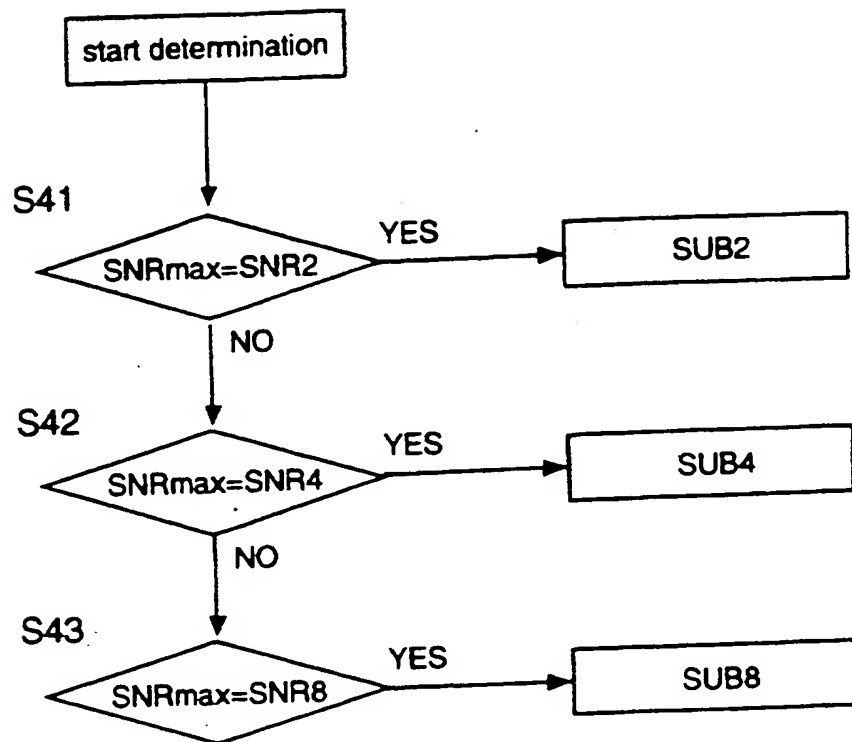 start determination
S41
SNRmax=SNR2
YES
SUB2
NO
S42
SNRmax=SNR4
YES
SUB4
NO
S43
SNRmax=SNR8
YES
SUB8